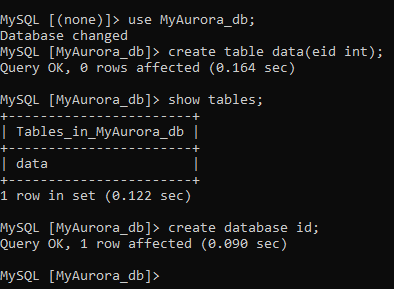 MySQL [(none)]> use MyAurora_db;
Database changed
MySQL [MyAurora_db]> create table data(eid int);
Query OK, 0 rows affected (0.164 sec)
MySQL [MyAurora_db]> show tables;
+-----------------------+
| Tables_in_MyAurora_db |
+-----------------------+
| data                  |
+-----------------------+
1 row in set (0.122 sec)
MySQL [MyAurora_db]> create database id;
Query OK, 1 row affected (0.090 sec)
MySQL [MyAurora_db]>